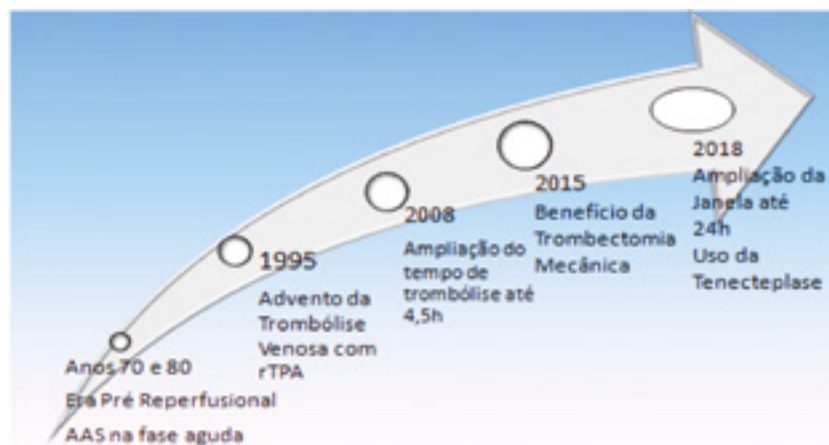 Anos 70 e 80
Era Pré Reperfusional
AAS na fase aguda
1995
Advento da
Trombólise
Venosa com
rTPA
2008
Ampliação do
tempo de
trombólise até
4,5h
2015
Benefício da
Trombectomia
Mecânica
2018
Ampliação da
Janela até
24h
Uso da
Tenecteplase